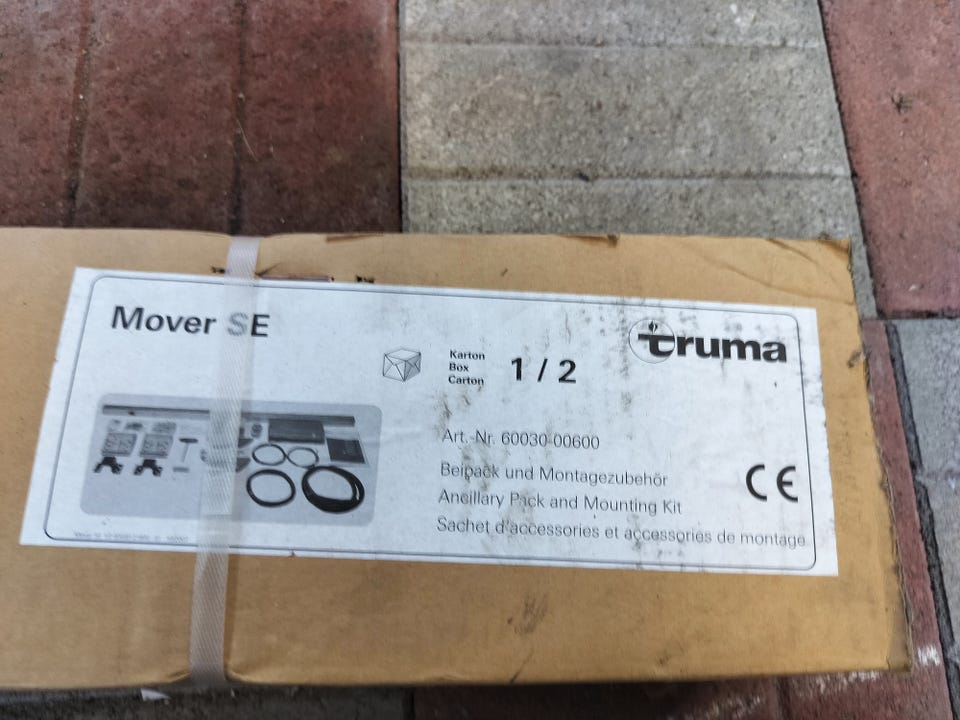 Mover SE
truma
Karton
Box
Carton
1 / 2
Art.-Nr. 60030-00600
Beipack und Montagezubehör
Ancillary Pack and Mounting Kit
Sachet d'accessories et accessories de montage
CE